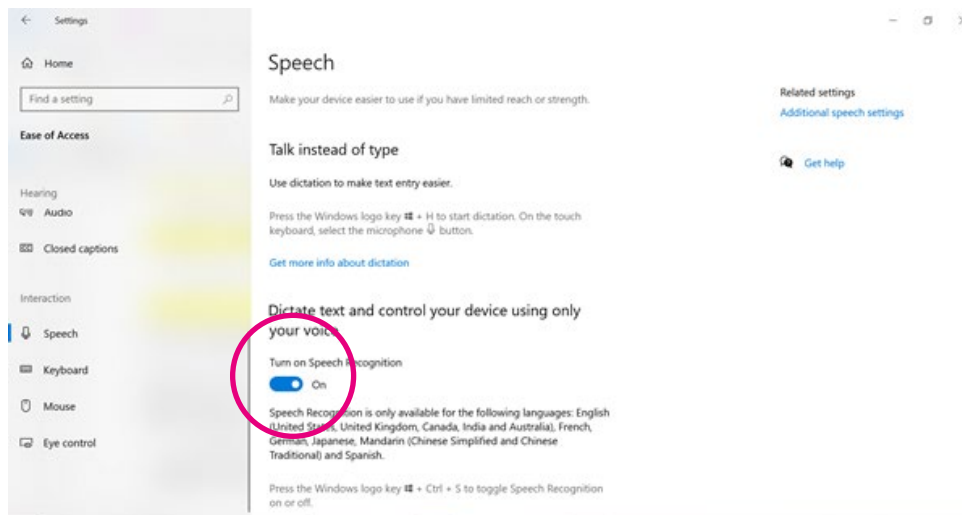 Settings
Home
Find a setting
Ease of Access
Hearing
Audio
Closed captions
Interaction
Speech
Keyboard
Mouse
Eye control
Speech
Make your device easier to use if you have limited reach or strength.
Talk instead of type
Use dictation to make text entry easier.
Press the Windows logo key + H to start dictation. On the touch
keyboard, select the microphone button.
Get more info about dictation
Dictate text and control your device using only
your voice
Turn on Speech Recognition
On
Speech Recognition is only available for the following languages: English
(United States, United Kingdom, Canada, India and Australia), French,
German, Japanese, Mandarin (Chinese Simplified and Chinese
Traditional) and Spanish.
Press the Windows logo key + Ctrl + S to toggle Speech Recognition
on or off.
Related settings
Additional speech settings
Get help